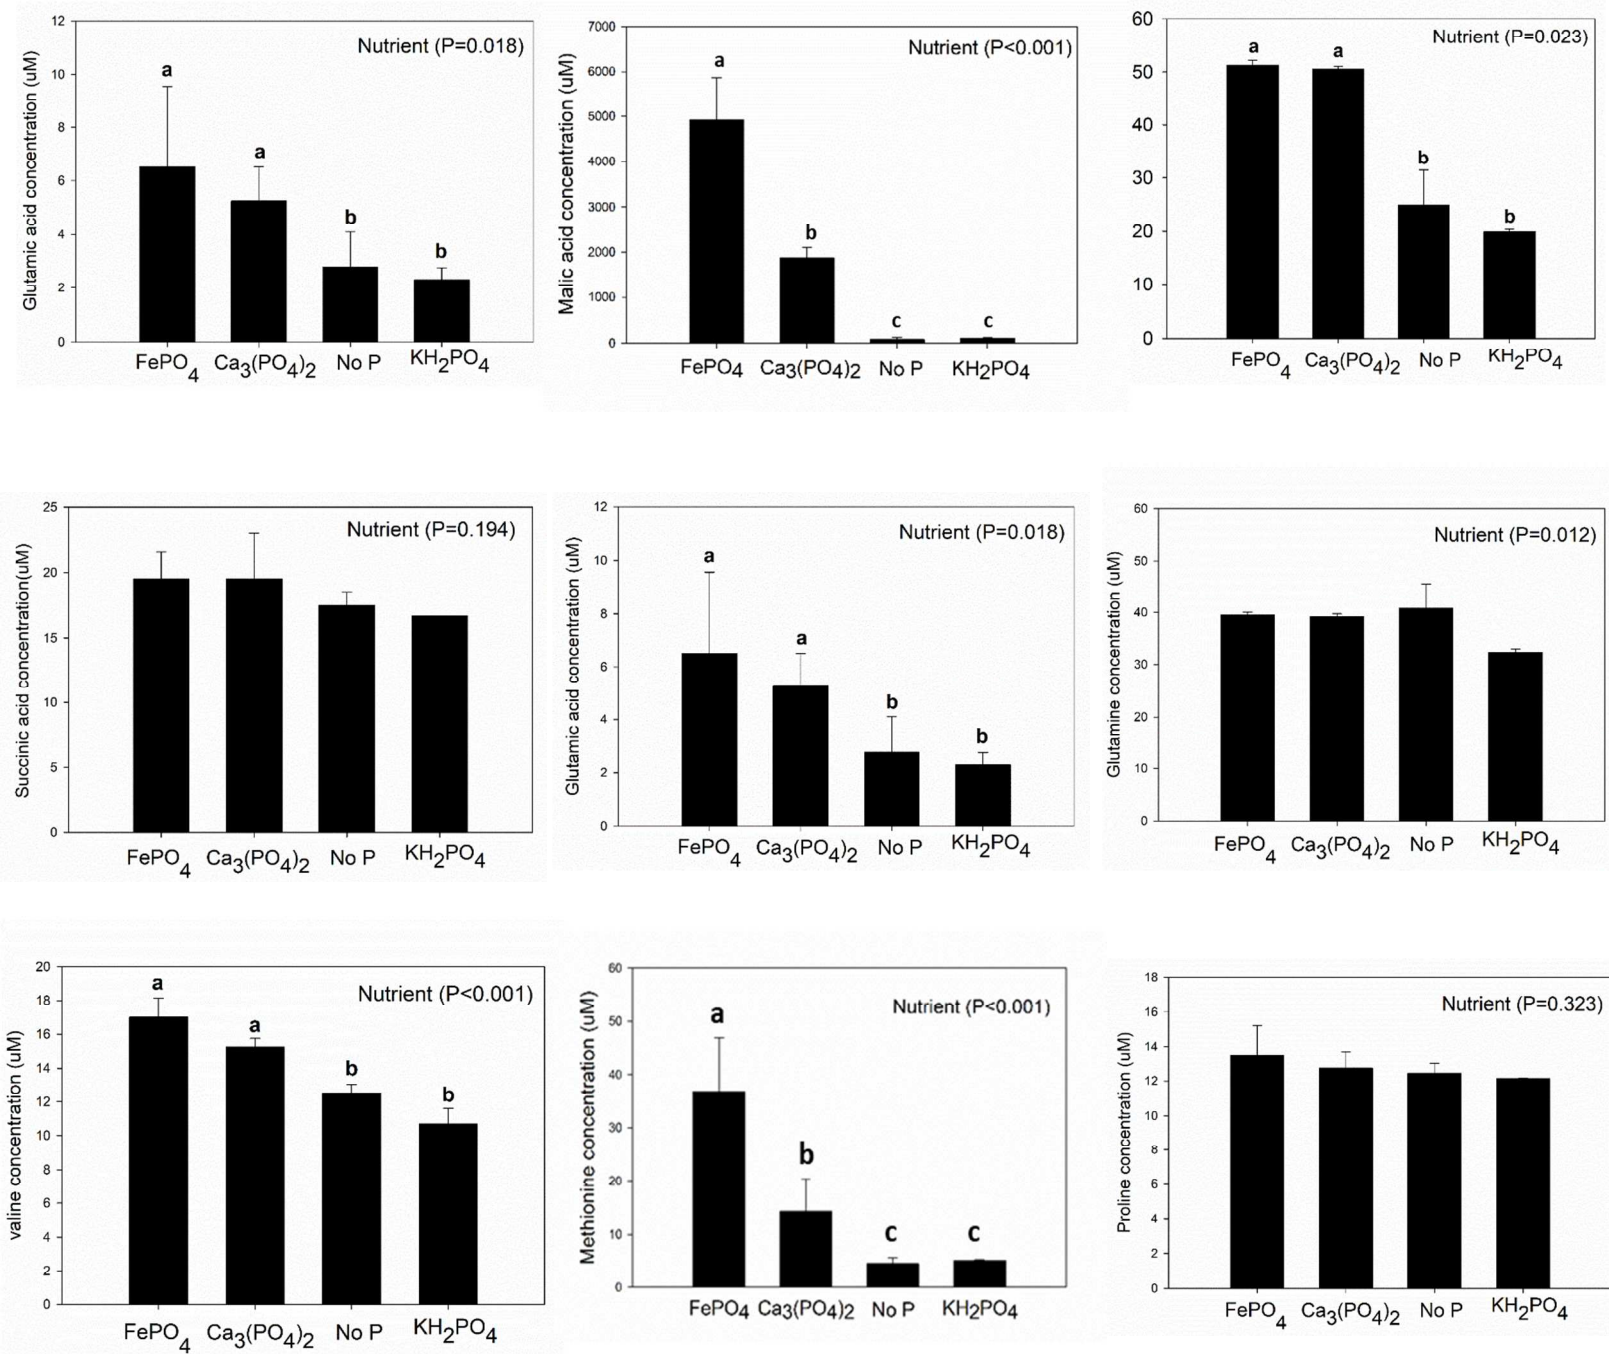 Glutamic acid concentration (uM)
12
10
8
6
4
2
0
Nutrient (P=0.018)
a
a
b
b
FePO4
Ca3(PO4)2
No P
KH2PO4
Malic acid concentration (uM)
7000
6000
5000
4000
3000
2000
1000
0
Nutrient (P<0.001)
a
b
c
c
FePO4
Ca3(PO4)2
No P
KH2PO4
60
50
40
30
20
10
0
Nutrient (P=0.023)
a
a
b
b
FePO4
Ca3(PO4)2
No P
KH2PO4
Succinic acid concentration(uM)
25
20
15
10
5
0
Nutrient (P=0.194)
FePO4
Ca3(PO4)2
No P
KH2PO4
Glutamic acid concentration (uM)
12
10
8
6
4
2
0
Nutrient (P=0.018)
a
a
b
b
FePO4
Ca3(PO4)2
No P
KH2PO4
Glutamine concentration (uM)
60
50
40
30
20
10
0
Nutrient (P=0.012)
FePO4
Ca3(PO4)2
No P
KH2PO4
valine concentration (uM)
20
18
16
14
12
10
8
6
4
2
0
Nutrient (P<0.001)
a
a
b
b
FePO4
Ca3(PO4)2
No P
KH2PO4
Methionine concentration (uM)
60
50
40
30
20
10
0
Nutrient (P<0.001)
a
b
c
c
FePO4
Ca3(PO4)2
No P
KH2PO4
Proline concentration (uM)
18
16
14
12
10
8
6
4
2
0
Nutrient (P=0.323)
FePO4
Ca3(PO4)2
No P
KH2PO4